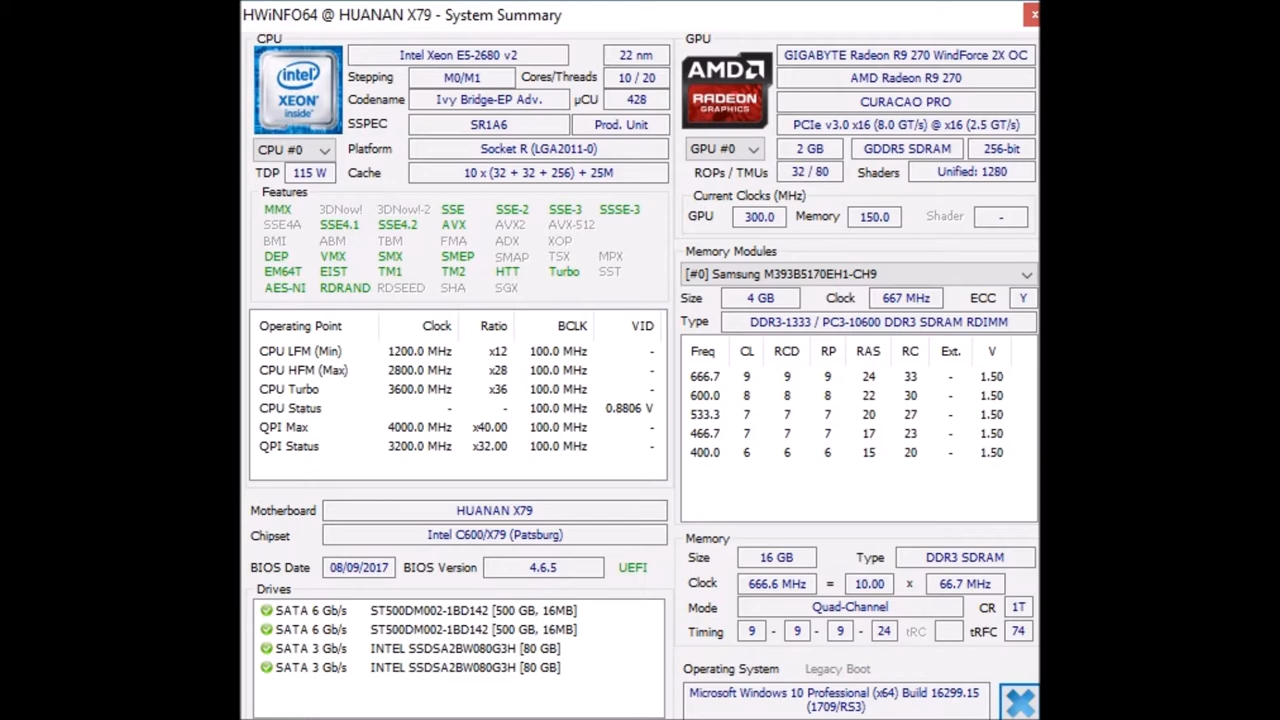 HWiNFO64 @ HUANAN X79 - System Summary
x
CPU
intel XEON inside
Intel Xeon E5-2680 v2
22 nm
Stepping M0/M1 Cores/Threads 10 / 20
Codename Ivy Bridge-EP Adv. µCU 428
SSPEC SR1A6 Prod. Unit
CPU #0 Platform Socket R (LGA2011-0)
TDP 115 W Cache 10 x (32 + 32 + 256) + 25M
Features
MMX 3DNow! 3DNow!-2 SSE SSE-2 SSE-3 SSSE-3
SSE4A SSE4.1 SSE4.2 AVX AVX2 AVX-512
BMI ABM TBM FMA ADX XOP
DEP VMX SMX SMEP SMAP TSX MPX
EM64T EIST TM1 TM2 HTT Turbo SST
AES-NI RDRAND RDSEED SHA SGX
Operating Point Clock Ratio BCLK VID
CPU LFM (Min) 1200.0 MHz x12 100.0 MHz -
CPU HFM (Max) 2800.0 MHz x28 100.0 MHz -
CPU Turbo 3600.0 MHz x36 100.0 MHz -
CPU Status - - 100.0 MHz 0.8806 V
QPI Max 4000.0 MHz x40.00 100.0 MHz -
QPI Status 3200.0 MHz x32.00 100.0 MHz -
Motherboard HUANAN X79
Chipset Intel C600/X79 (Patsburg)
BIOS Date 08/09/2017 BIOS Version 4.6.5 UEFI
Drives
SATA 6 Gb/s ST500DM002-1BD142 [500 GB, 16MB]
SATA 6 Gb/s ST500DM002-1BD142 [500 GB, 16MB]
SATA 3 Gb/s INTEL SSDSA2BW080G3H [80 GB]
SATA 3 Gb/s INTEL SSDSA2BW080G3H [80 GB]
GPU
AMD RADEON GRAPHICS
GIGABYTE Radeon R9 270 WindForce 2X OC
AMD Radeon R9 270
CURACAO PRO
PCIe v3.0 x16 (8.0 GT/s) @ x16 (2.5 GT/s)
GPU #0 2 GB GDDR5 SDRAM 256-bit
ROPs / TMUs 32 / 80 Shaders Unified: 1280
Current Clocks (MHz)
GPU 300.0 Memory 150.0 Shader -
Memory Modules
[#0] Samsung M393B5170EH1-CH9
Size 4 GB Clock 667 MHz ECC Y
Type DDR3-1333 / PC3-10600 DDR3 SDRAM RDIMM
Freq CL RCD RP RAS RC Ext. V
666.7 9 9 9 24 33 - 1.50
600.0 8 8 8 22 30 - 1.50
533.3 7 7 7 20 27 - 1.50
466.7 7 7 7 17 23 - 1.50
400.0 6 6 6 15 20 - 1.50
Memory
Size 16 GB Type DDR3 SDRAM
Clock 666.6 MHz = 10.00 x 66.7 MHz
Mode Quad-Channel CR 1T
Timing 9 - 9 - 9 - 24 tRC tRFC 74
Operating System Legacy Boot
Microsoft Windows 10 Professional (x64) Build 16299.15
(1709/RS3)